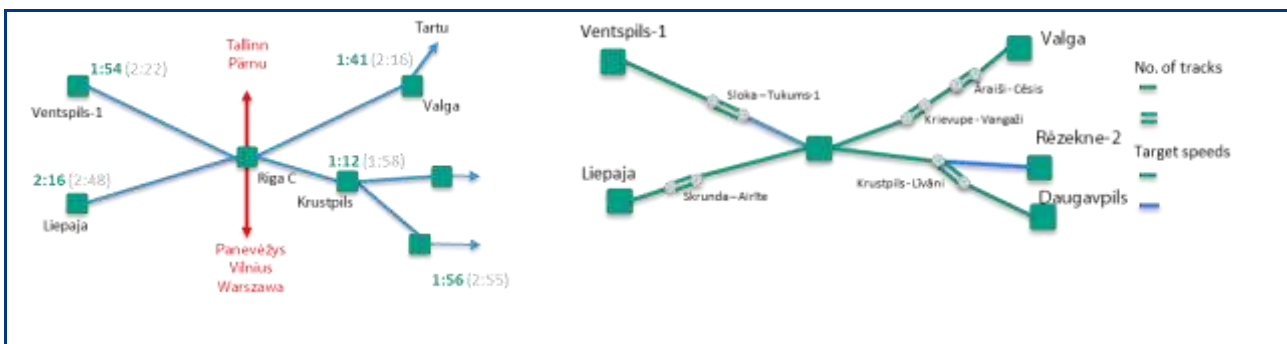 Tartu
Tallinn
Pärnu
1:54 (2:22)
1:41 (2:16)
Ventspils-1
Valga
2:16 (2:48)
1:12 (1:58)
Riga C
Krustpils
Liepaja
Panevėžys
Vilnius
Warszawa
1:56 (2:55)
Ventspils-1
Valga
No. of tracks
Sloka–Tukums-1
Āraiši-Cēsis
Krievupe-Vangaži
Rēzekne-2
Target speeds
Liepaja
Krustpils-Līvāni
Skrunda–Airīte
Daugavpils